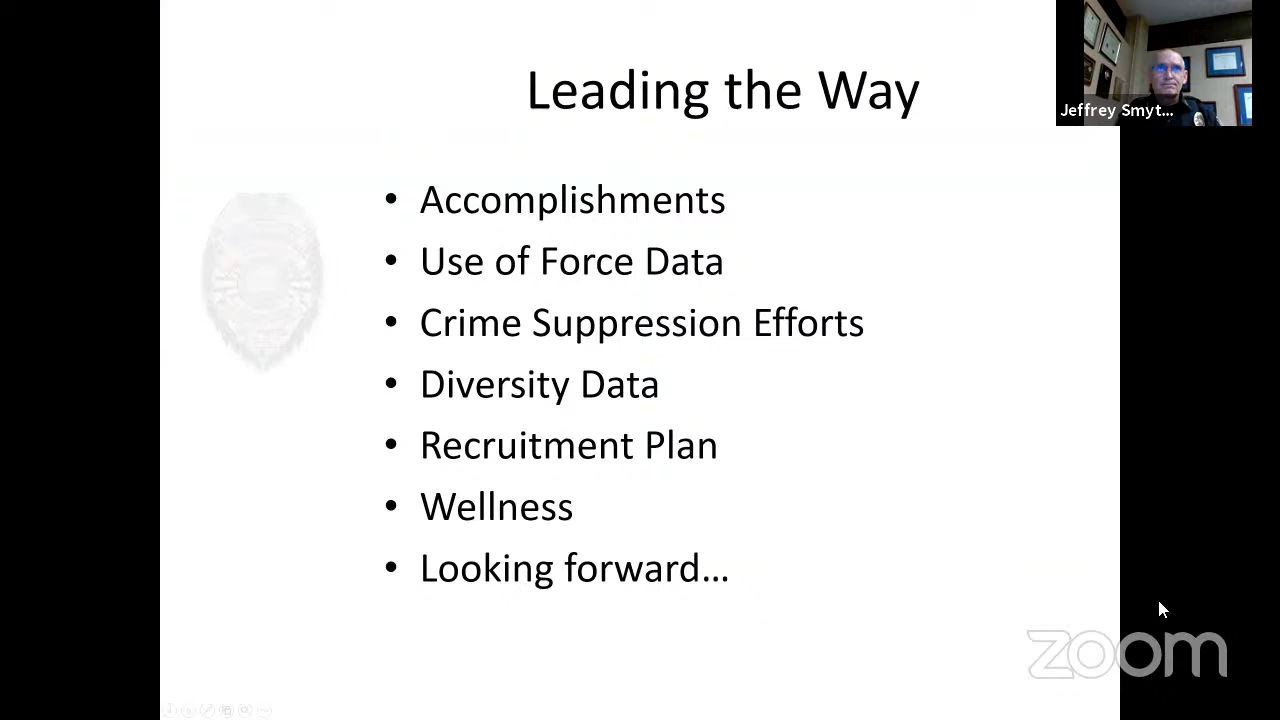 Leading the Way
Jeffrey Smyt...
• Accomplishments
• Use of Force Data
• Crime Suppression Efforts
• Diversity Data
• Recruitment Plan
• Wellness
• Looking forward…
zoom